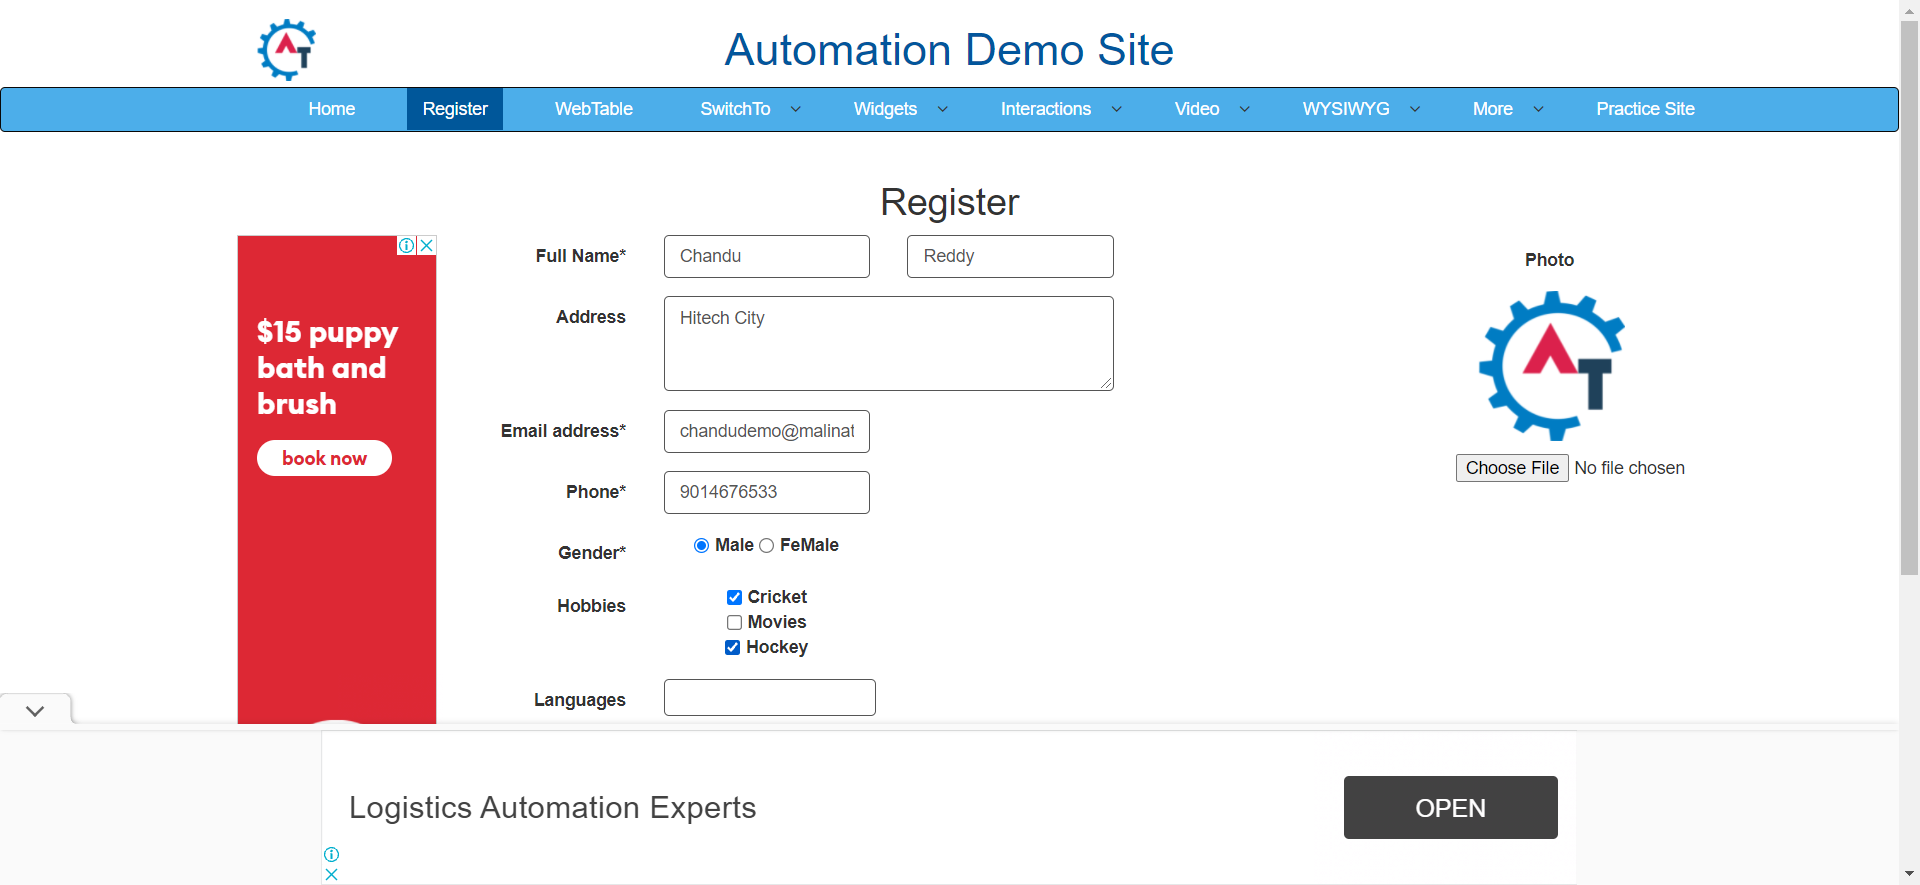 AT
Automation Demo Site
Home Register WebTable SwitchTo Widgets Interactions Video WYSIWYG More Practice Site
Register
Full Name* Chandu Reddy
Photo
Address Hitech City
$15 puppy
bath and
brush
book now
AT
Email address* chandudemo@malinat
Choose File No file chosen
Phone* 9014676533
Gender* Male FeMale
Hobbies Cricket
Movies
Hockey
Languages
Logistics Automation Experts
OPEN